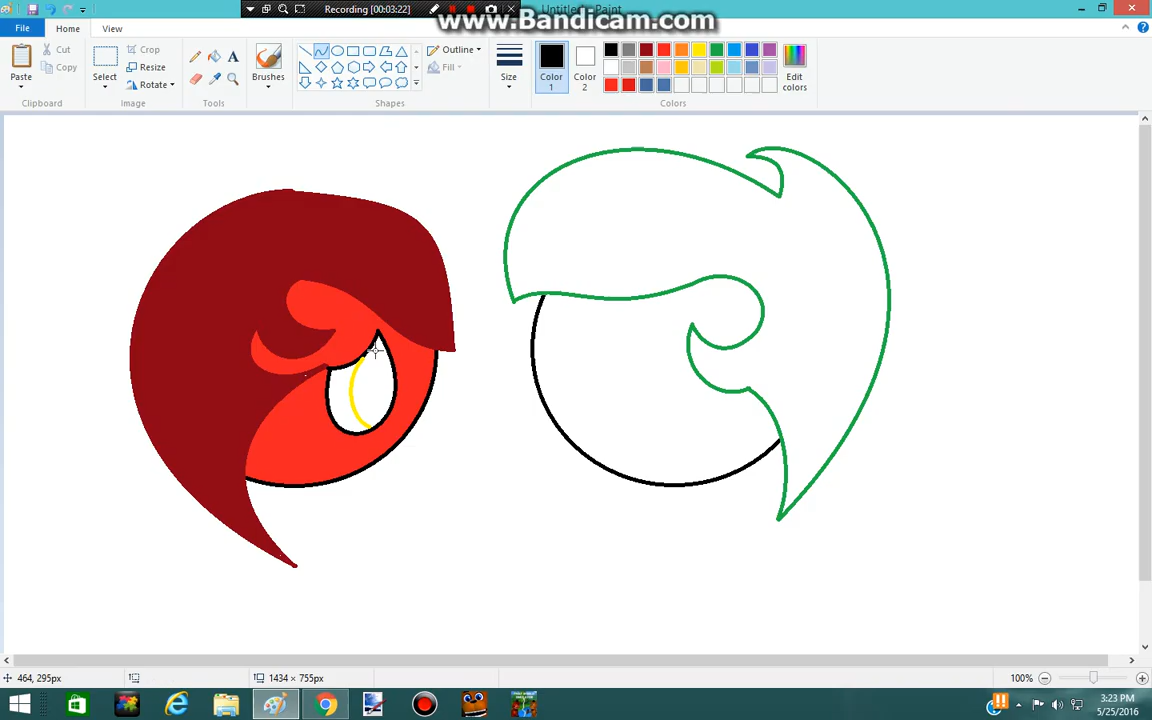 Recording [00:03:22]
Untitled - Paint
www.Bandicam.com
File
Home
View
Paste
Cut
Copy
Clipboard
Select
Crop
Resize
Rotate
Image
Tools
Brushes
Shapes
Outline
Fill
Size
Color
1
Color
2
Edit
colors
Colors
464, 295px
1434 × 755px
100%
3:23 PM
5/25/2016